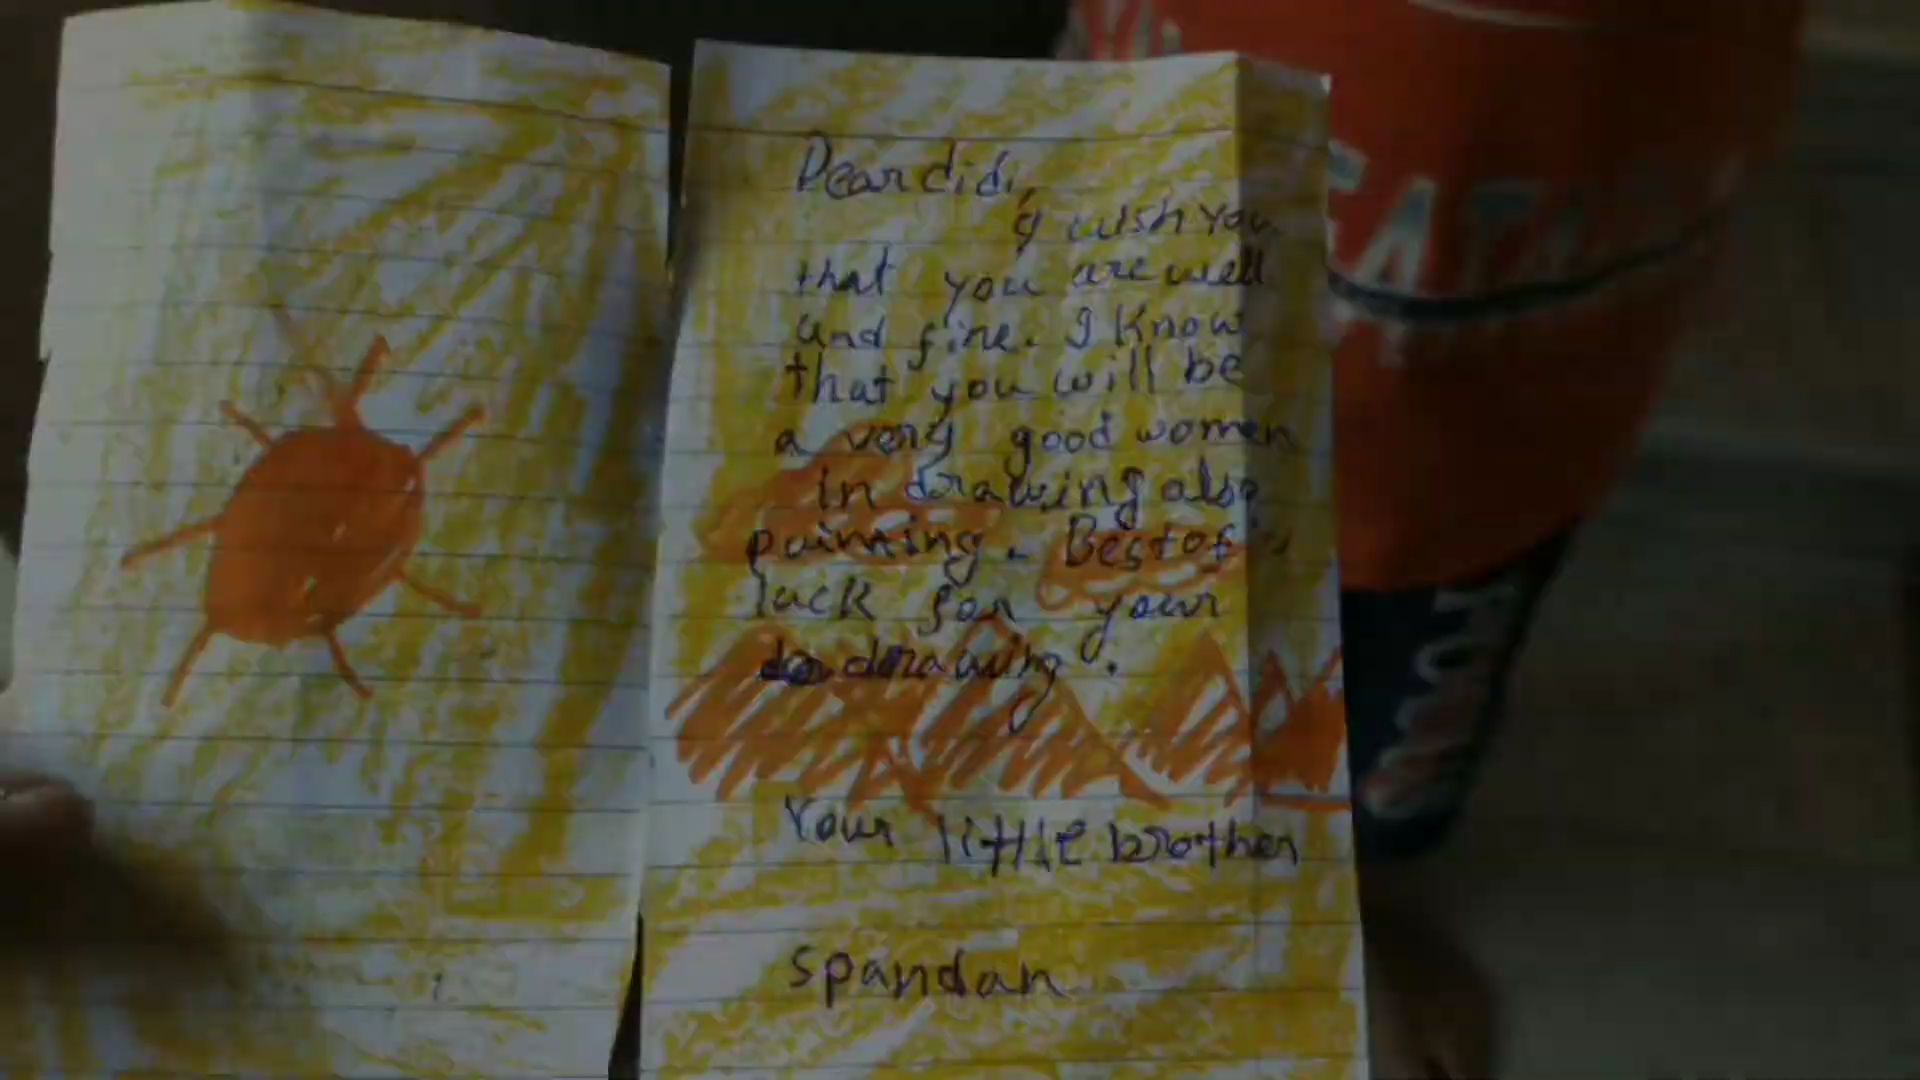 Dear didi,
I wish you
that you are well
and fine. I Know
that you will be
a very good women
in drawing also
painning. Best of
luck for your
drawing.
Your little brother
spandan